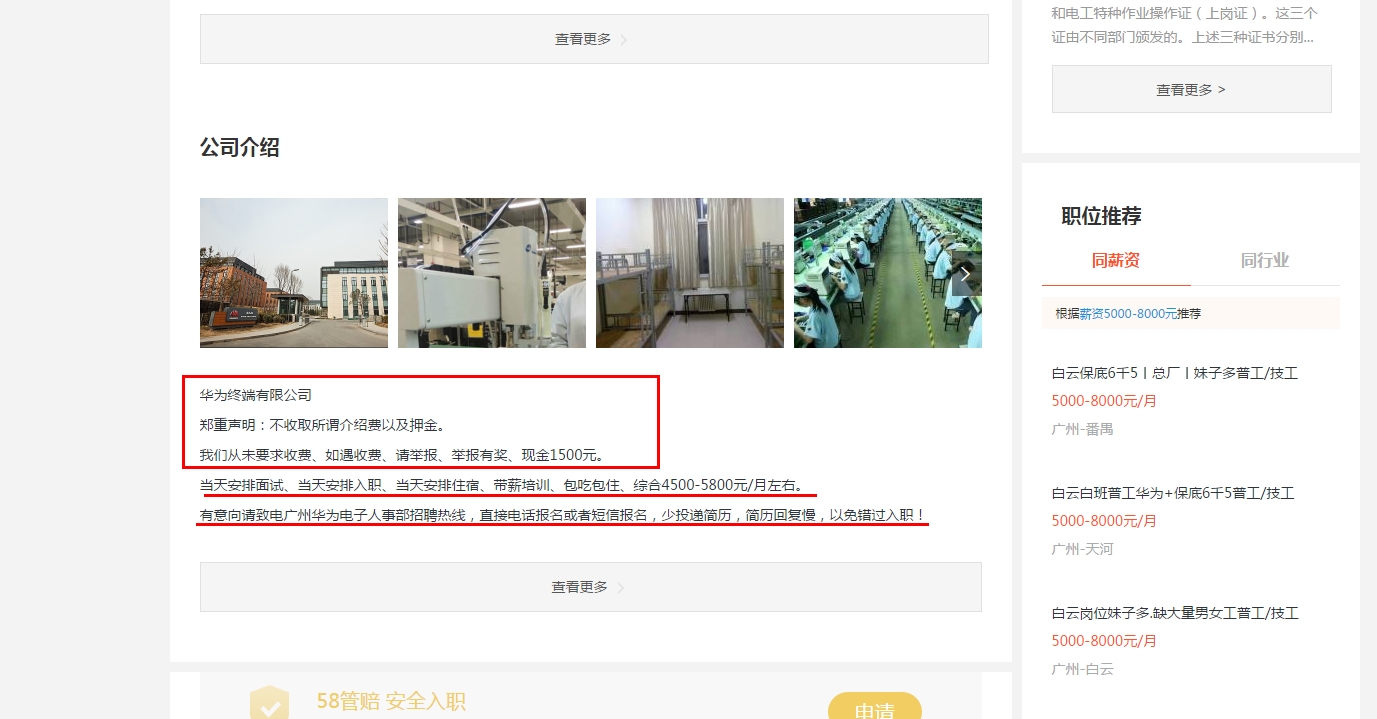 和电工特种作业操作证（上岗证）。这三个
证由不同部门颁发的。上述三种证书分别...
查看更多 >
查看更多 >
公司介绍
华为终端有限公司
郑重声明：不收取所谓介绍费以及押金。
我们从未要求收费、如遇收费、请举报、举报有奖、现金1500元。
当天安排面试、当天安排入职、当天安排住宿、带薪培训、包吃包住、综合4500-5800元/月左右。
有意向请致电广州华为电子人事部招聘热线，直接电话报名或者短信报名，少投递简历，简历回复慢，以免错过入职！
查看更多 >
58管赔 安全入职
申请
职位推荐
同薪资 同行业
根据薪资5000-8000元推荐
白云保底6千5丨总厂丨妹子多普工/技工
5000-8000元/月
广州-番禺
白云白班普工华为+保底6千5普工/技工
5000-8000元/月
广州-天河
白云岗位妹子多.缺大量男女工普工/技工
5000-8000元/月
广州-白云